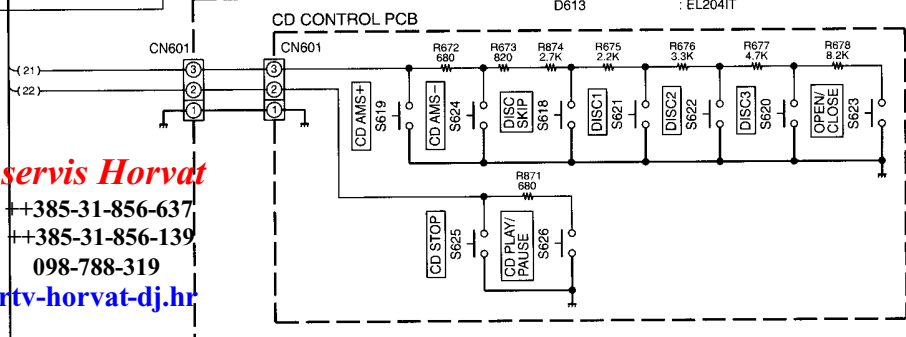 D613 : EL204IT
CD CONTROL PCB
CN601 CN601
R672 R673 R874 R675 R676 R677 R678
680 820 2.7K 2.2K 3.3K 4.7K 8.2K
(21) 3 3
(22) 2 2
1 1
CD AMS+
S619
CD AMS−
S624
DISC
SKIP
S618
DISC1
S621
DISC2
S622
DISC3
S620
OPEN/
CLOSE
S623
servis Horvat
++385-31-856-637
++385-31-856-139
098-788-319
rtv-horvat-dj.hr
R871
680
CD STOP
S625
CD PLAY/
PAUSE
S626